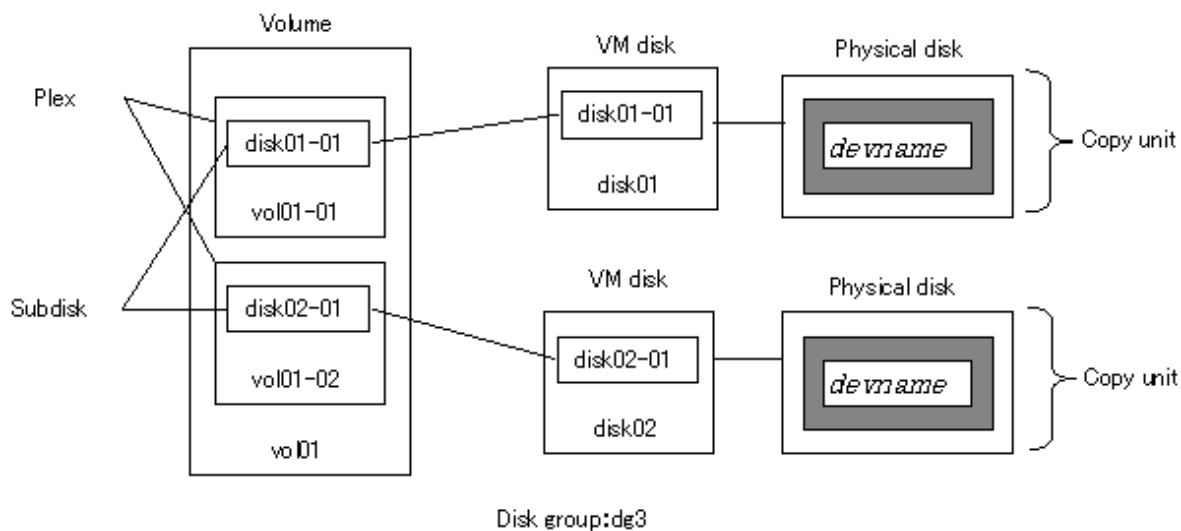 Volume
VM disk
Physical disk
Plex
disk01-01
disk01-01
devname
Copy unit
disk01
vol01-01
VM disk
Physical disk
Subdisk
disk02-01
disk02-01
devname
Copy unit
vol01-02
disk02
vol01
Disk group:dg3